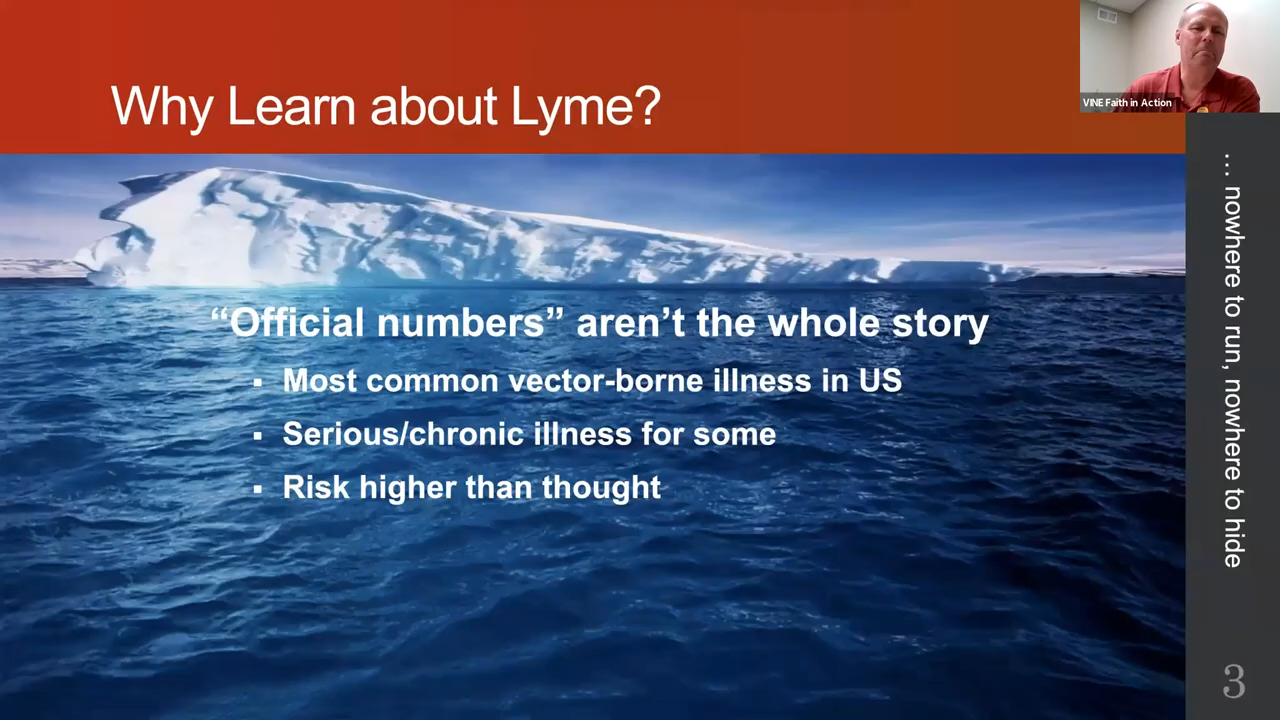 Why Learn about Lyme?
VINE Faith in Action
“Official numbers” aren’t the whole story
▪ Most common vector-borne illness in US
▪ Serious/chronic illness for some
▪ Risk higher than thought
… nowhere to run, nowhere to hide
3